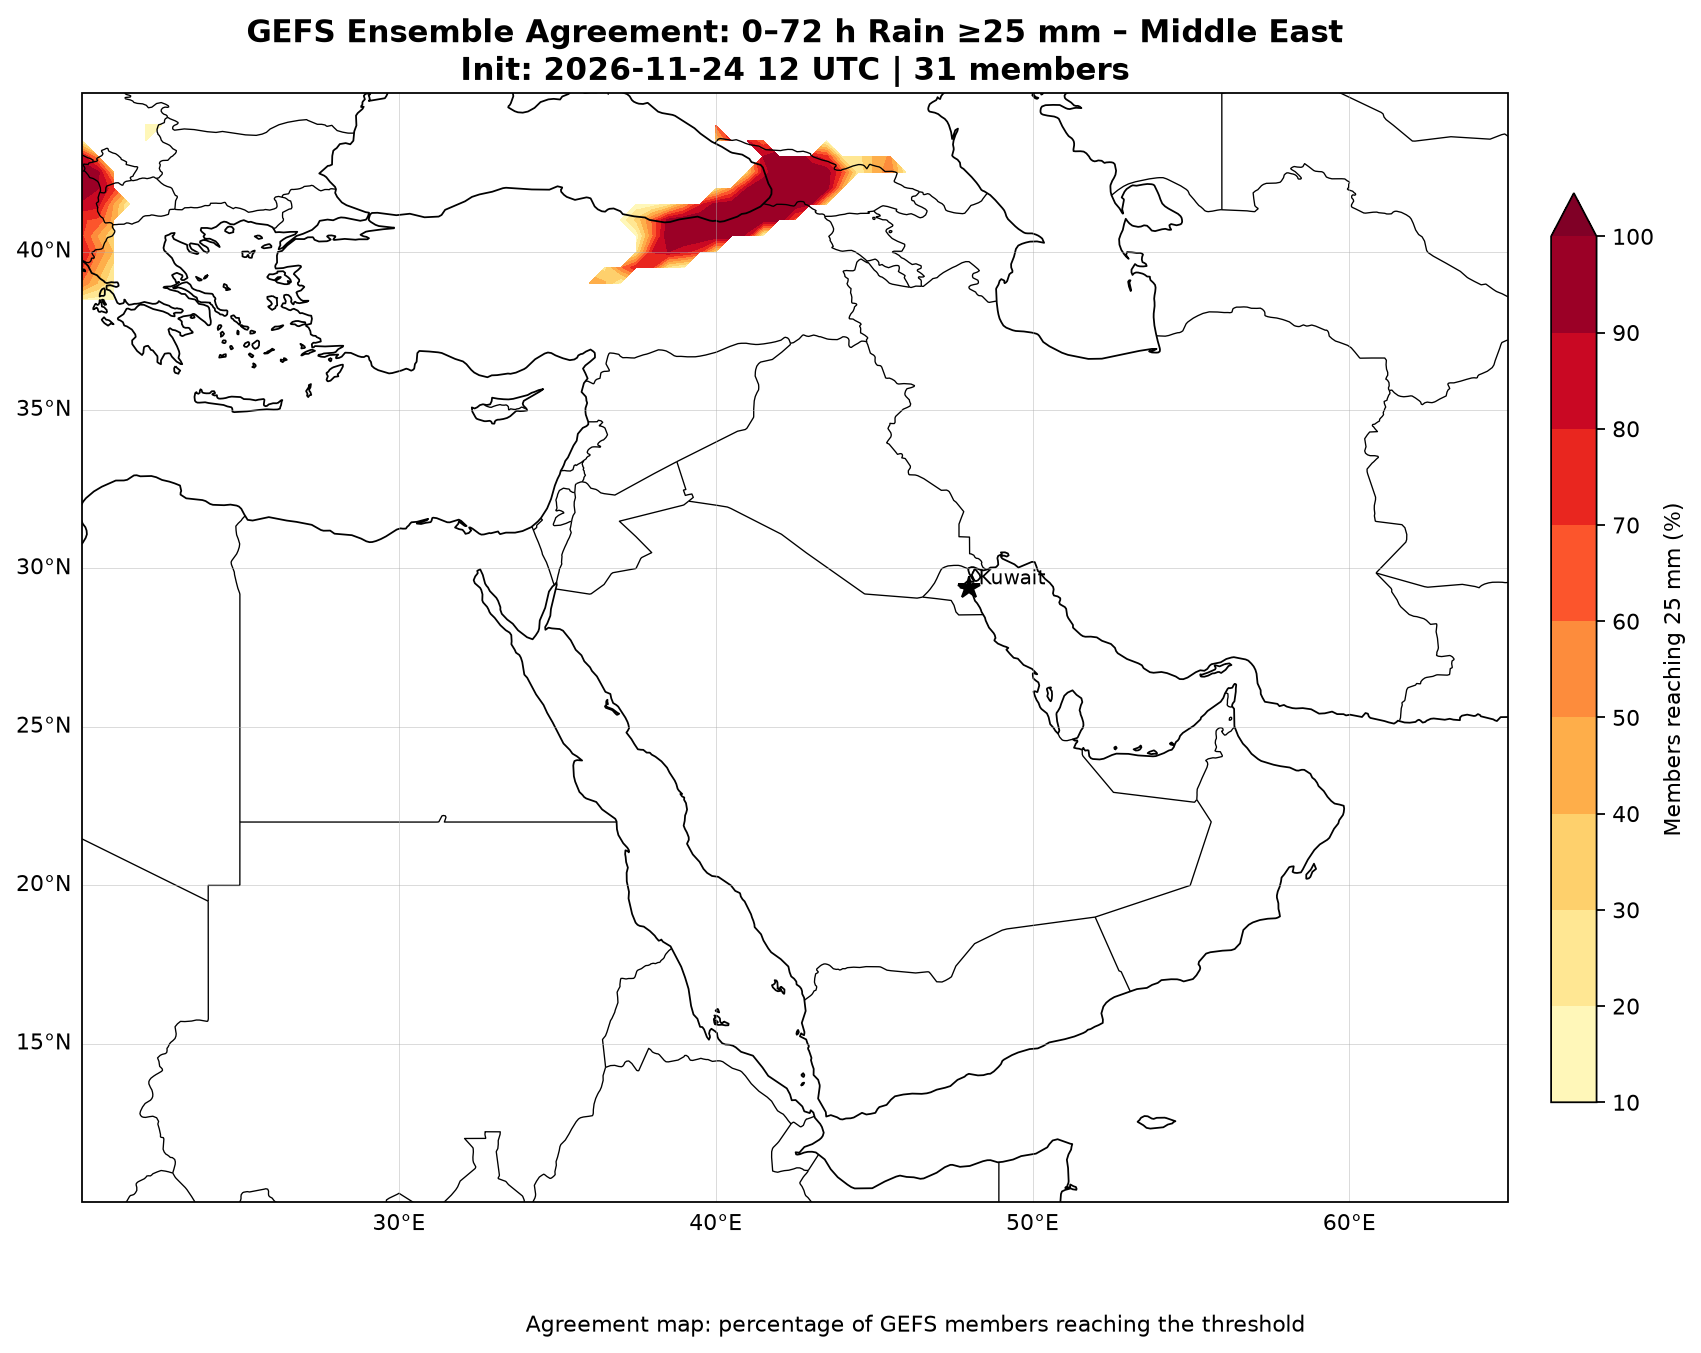 GEFS Ensemble Agreement: 0–72 h Rain ≥25 mm – Middle East
Init: 2026-11-24 12 UTC | 31 members
40°N
35°N
30°N
25°N
20°N
15°N
30°E
40°E
50°E
60°E
Kuwait
100
90
80
70
60
50
40
30
20
10
Members reaching 25 mm (%)
Agreement map: percentage of GEFS members reaching the threshold